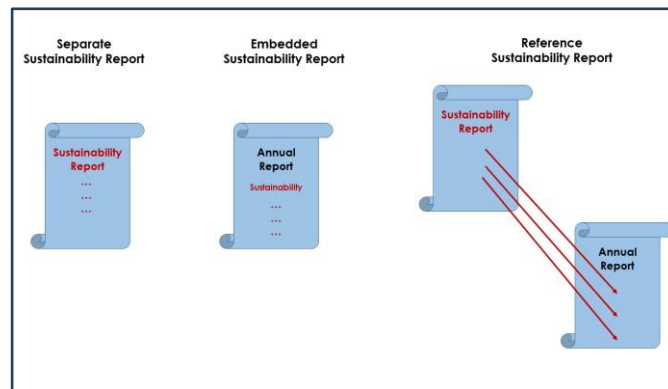 Separate
Sustainability Report
Embedded
Sustainability Report
Reference
Sustainability Report
Sustainability
Report
...
...
...
Annual
Report
Sustainability
...
...
...
Sustainability
Report
Annual
Report